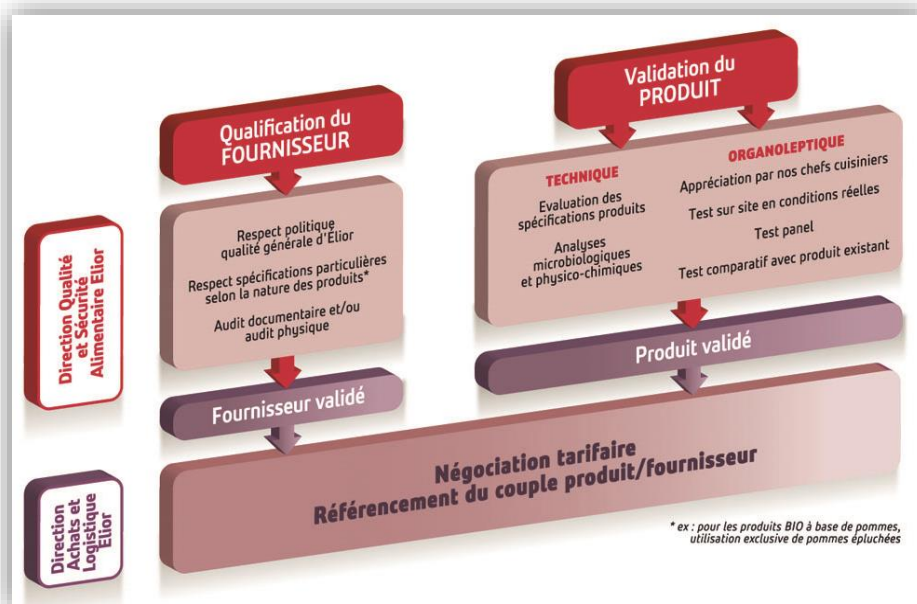 Direction Qualité
et Sécurité
Alimentaire Elior
Qualification du
FOURNISSEUR
Respect politique
qualité générale d'Élior
Respect spécifications particulières
selon la nature des produits*
Audit documentaire et/ou
audit physique
Fournisseur validé
Validation du
PRODUIT
TECHNIQUE
Evaluation des
spécifications produits
Analyses
microbiologiques
et physico-chimiques
ORGANOLEPTIQUE
Appréciation par nos chefs cuisiniers
Test sur site en conditions réelles
Test panel
Test comparatif avec produit existant
Produit validé
Direction
Achats et
Logistique
Elior
Négociation tarifaire
Référencement du couple produit/fournisseur
* ex : pour les produits BIO à base de pommes,
utilisation exclusive de pommes épluchées